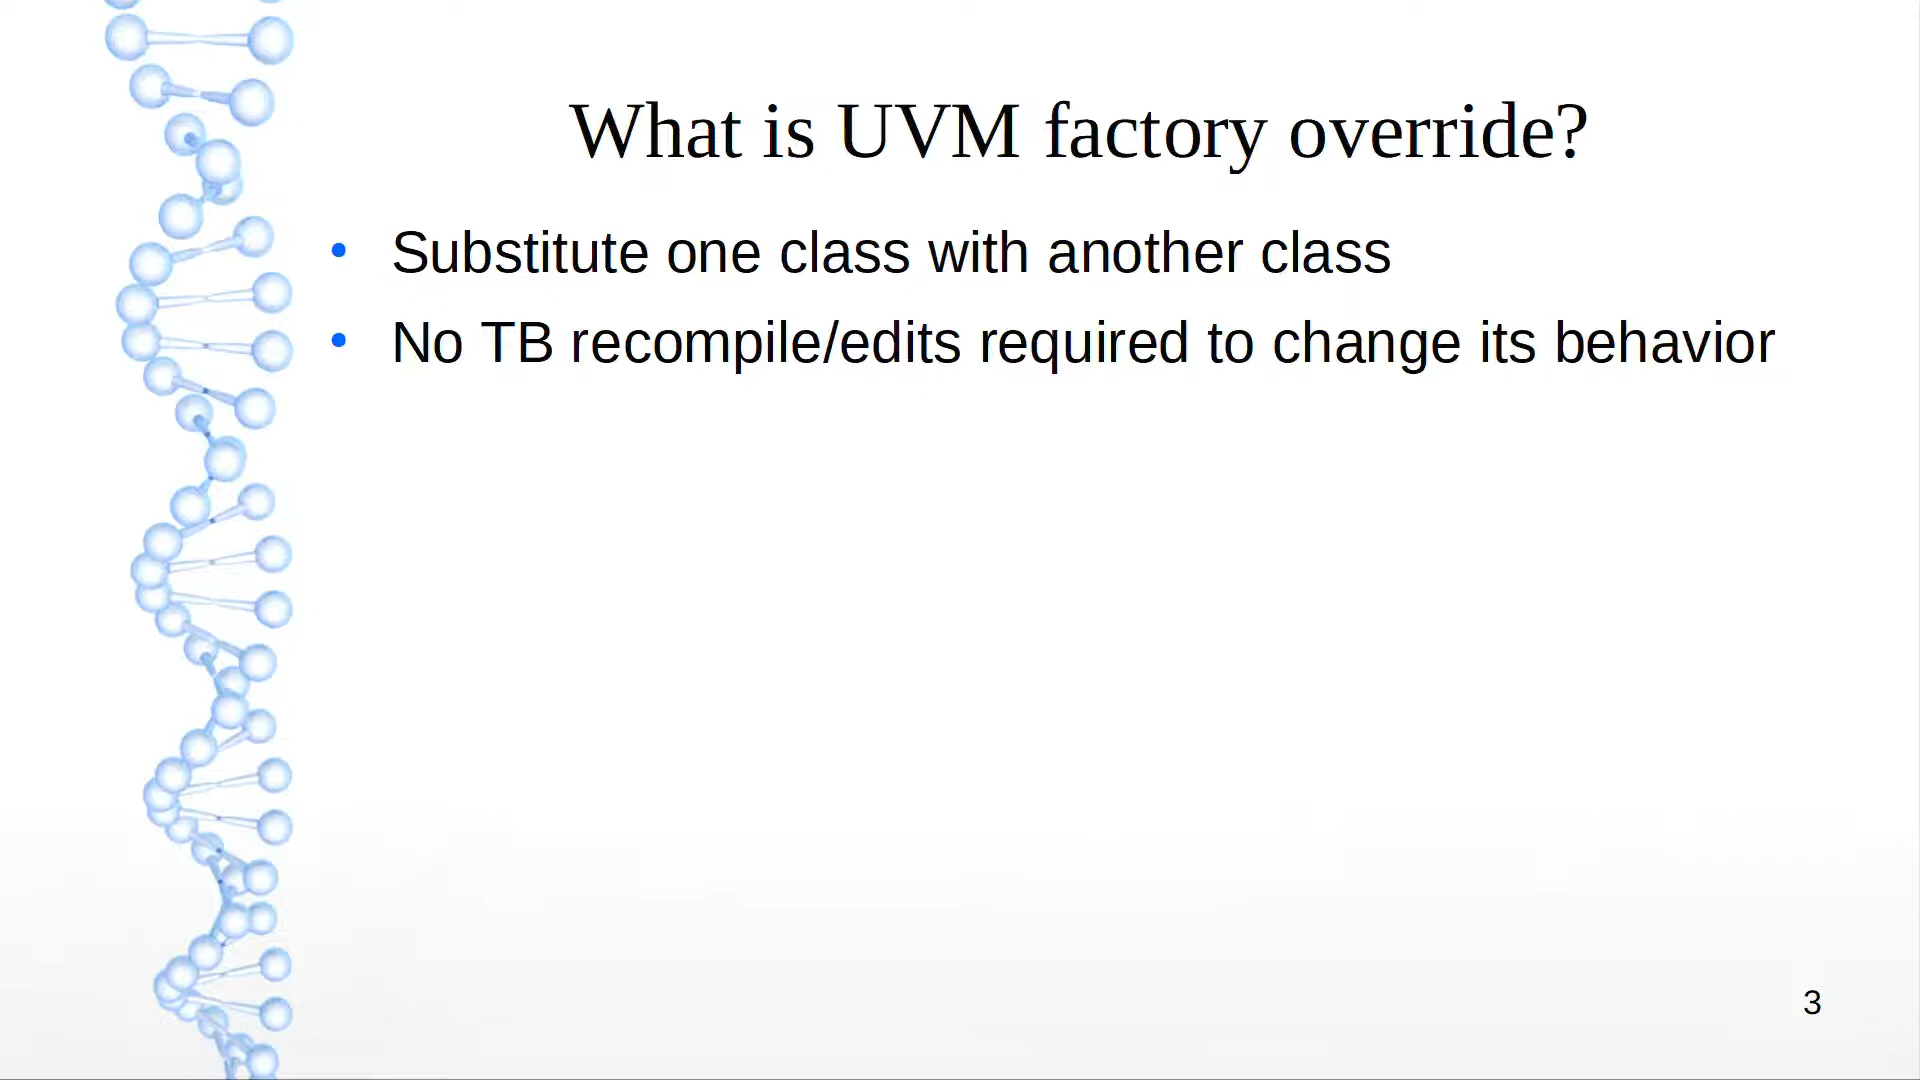 What is UVM factory override?
• Substitute one class with another class
• No TB recompile/edits required to change its behavior
3